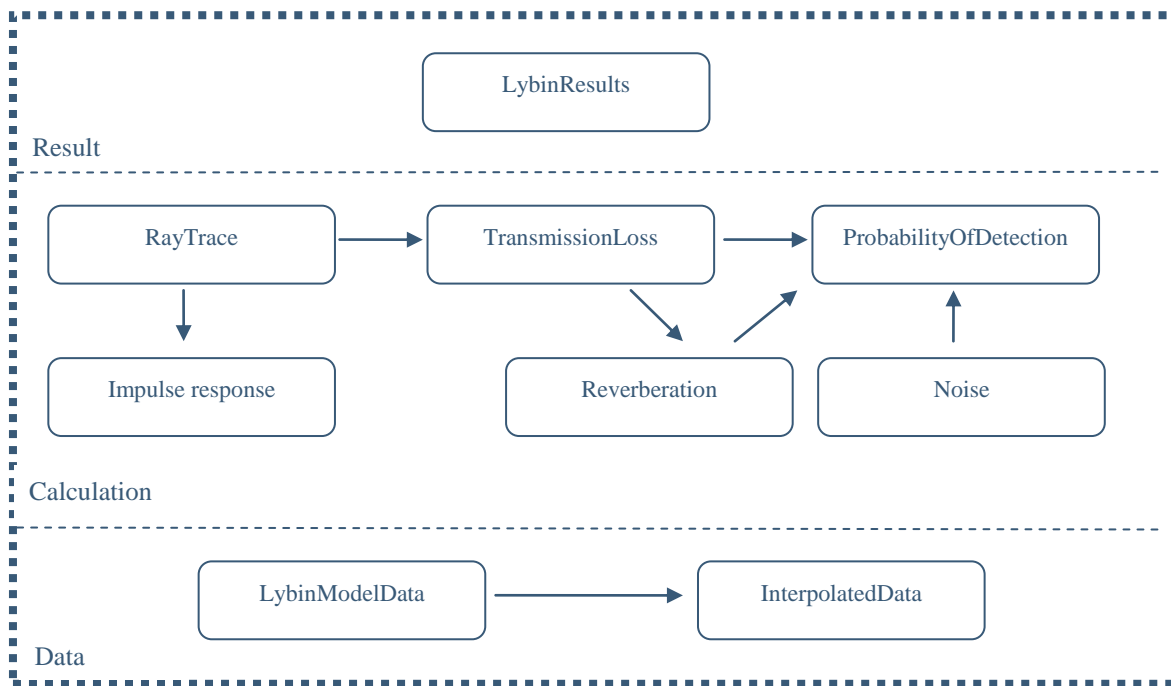 LybinResults
Result
RayTrace
TransmissionLoss
ProbabilityOfDetection
Impulse response
Reverberation
Noise
Calculation
LybinModelData
InterpolatedData
Data